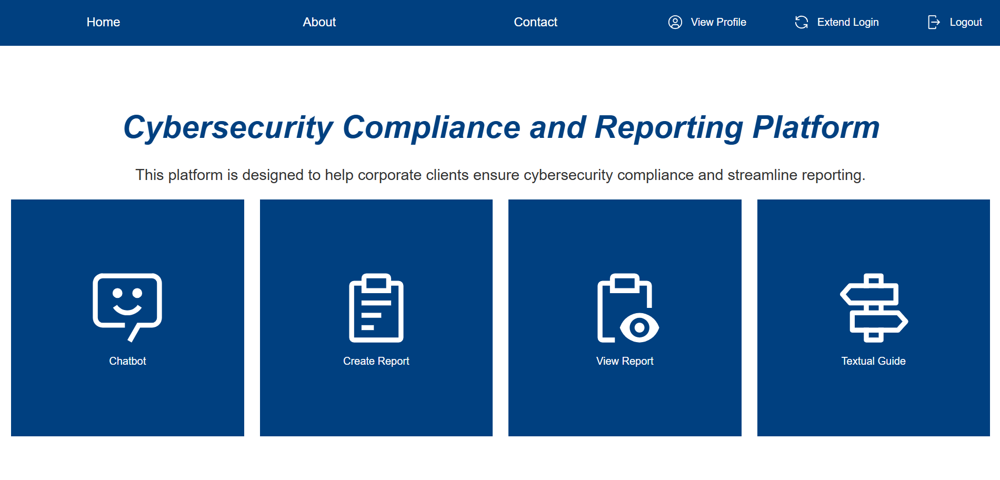 Home About Contact View Profile Extend Login Logout
Cybersecurity Compliance and Reporting Platform
This platform is designed to help corporate clients ensure cybersecurity compliance and streamline reporting.
Chatbot
Create Report
View Report
Textual Guide